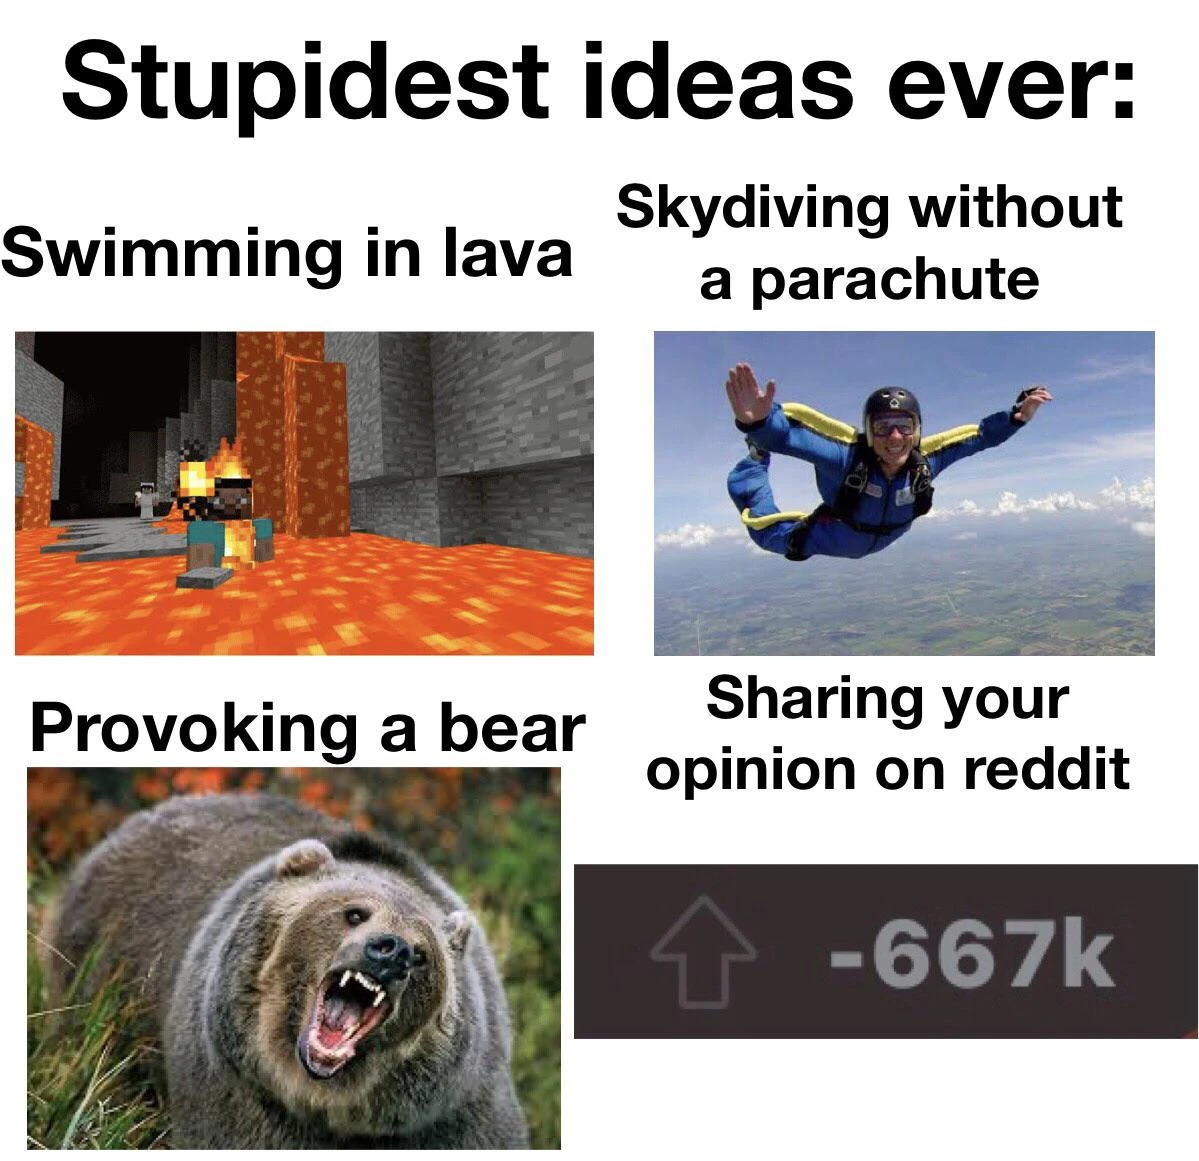 Stupidest ideas ever:
Swimming in lava
Skydiving without
a parachute
Provoking a bear
Sharing your
opinion on reddit
-667k